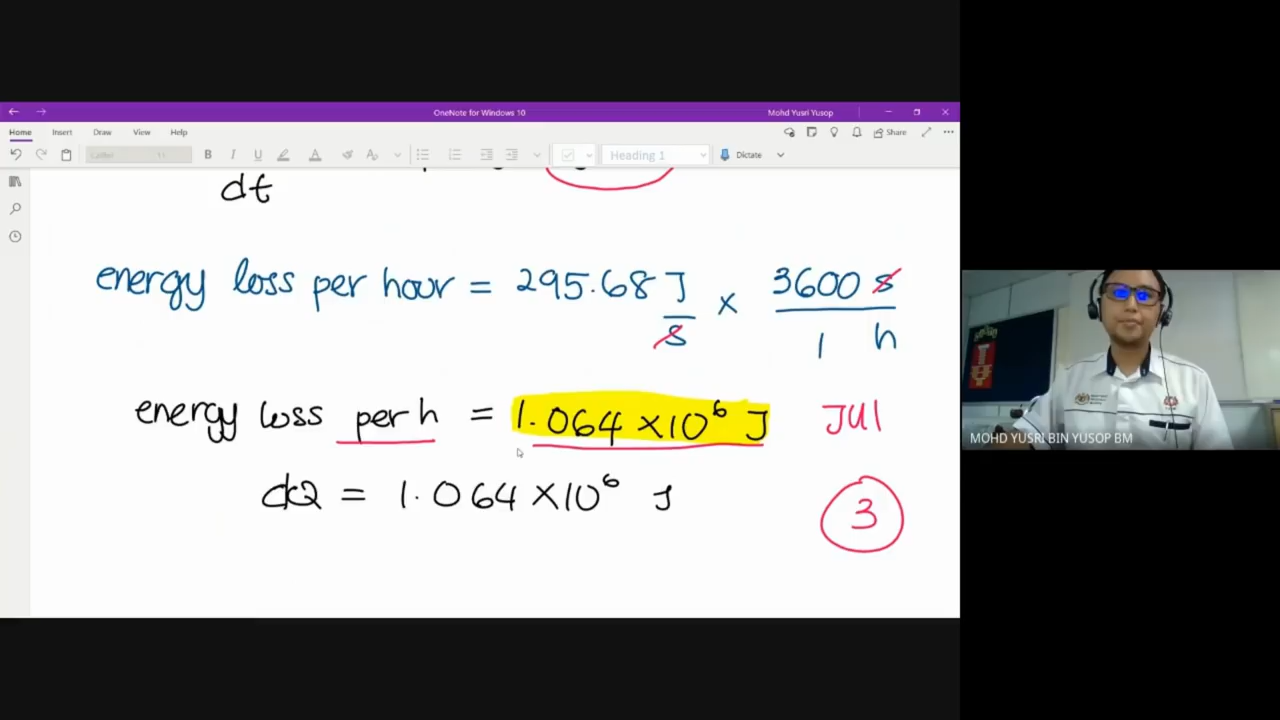 OneNote for Windows 10
Mohd Yusri Yusop
Home Insert Draw View Help
Share
Calibri 11
B I U A
Heading 1
Dictate
dt
energy loss per hour = 295.68 J/s × 3600 s / 1 h
energy loss per h = 1.064 × 10⁶ J JUL
dQ = 1.064 × 10⁶ J
3
MOHD YUSRI BIN YUSOP BM